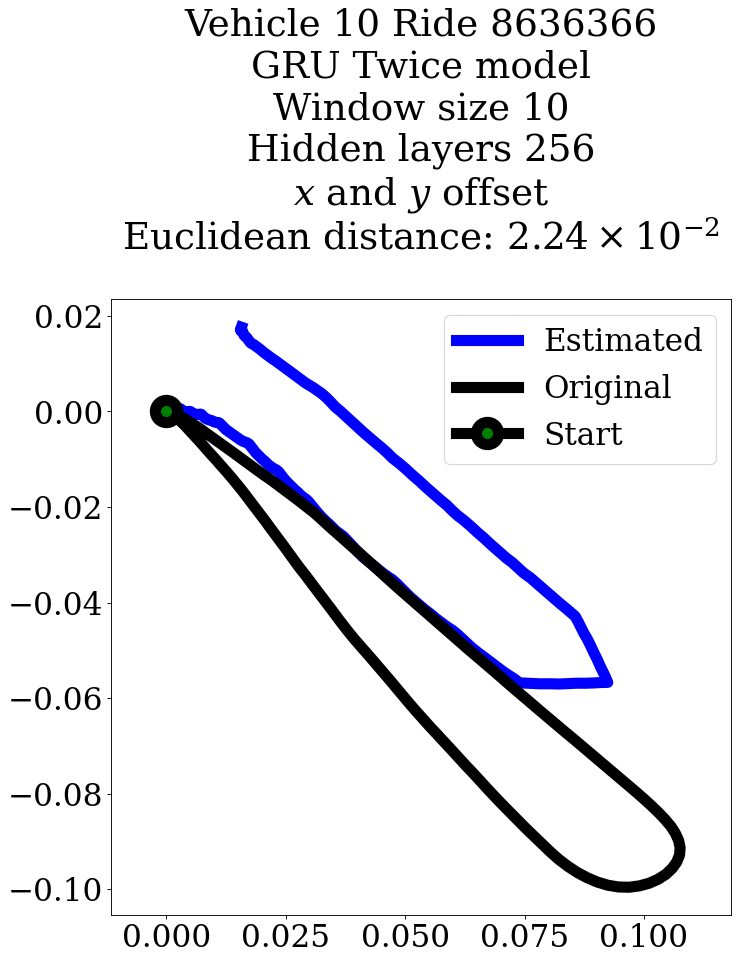 Vehicle 10 Ride 8636366
GRU Twice model
Window size 10
Hidden layers 256
x and y offset
Euclidean distance: 2.24 × 10⁻²
0.02
0.00
−0.02
−0.04
−0.06
−0.08
−0.10
Estimated
Original
Start
0.000 0.025 0.050 0.075 0.100